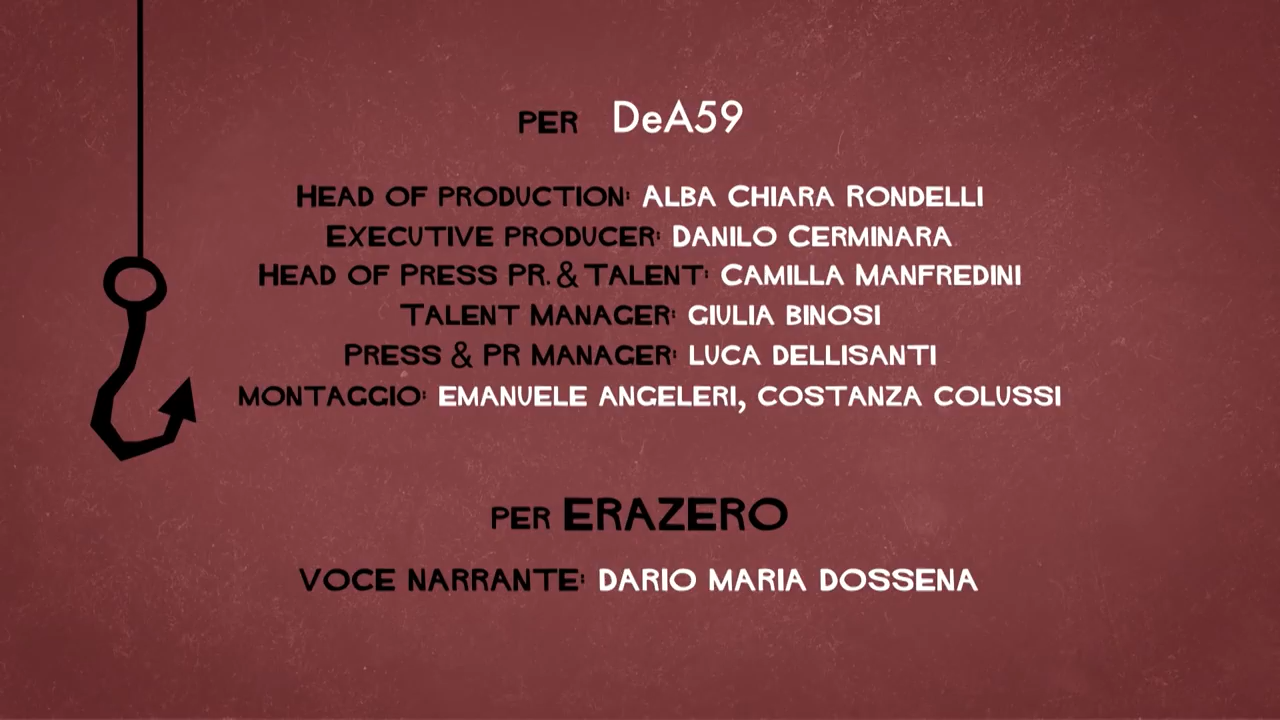 PER DeA59
HEAD OF PRODUCTION: ALBA CHIARA RONDELLI
EXECUTIVE PRODUCER: DANILO CERMINARA
HEAD OF PRESS PR. & TALENT: CAMILLA MANFREDINI
TALENT MANAGER: GIULIA BINOSI
PRESS & PR MANAGER: LUCA DELLISANTI
MONTAGGIO: EMANUELE ANGELERI, COSTANZA COLUSSI
PER ERAZERO
VOCE NARRANTE: DARIO MARIA DOSSENA